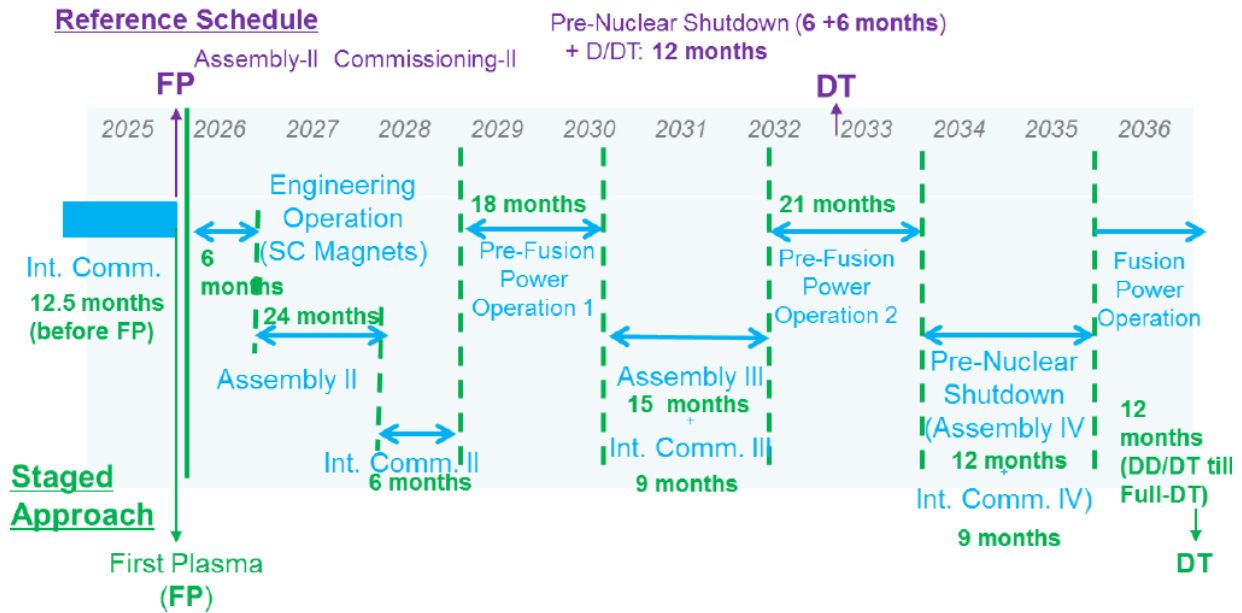 Reference Schedule
Pre-Nuclear Shutdown (6 +6 months)
+ D/DT: 12 months
Assembly-II Commissioning-II
FP
DT
2025 2026 2027 2028 2029 2030 2031 2032 2033 2034 2035 2036
Int. Comm.
12.5 months
(before FP)
6
months
Engineering
Operation
(SC Magnets)
24 months
Assembly II
Int. Comm. II
6 months
18 months
Pre-Fusion
Power
Operation 1
Assembly III
15 months
+
Int. Comm. III
9 months
21 months
Pre-Fusion
Power
Operation 2
Pre-Nuclear
Shutdown
(Assembly IV
12 months
+
Int. Comm. IV)
9 months
Fusion
Power
Operation
12
months
(DD/DT till
Full-DT)
DT
Staged
Approach
First Plasma
(FP)